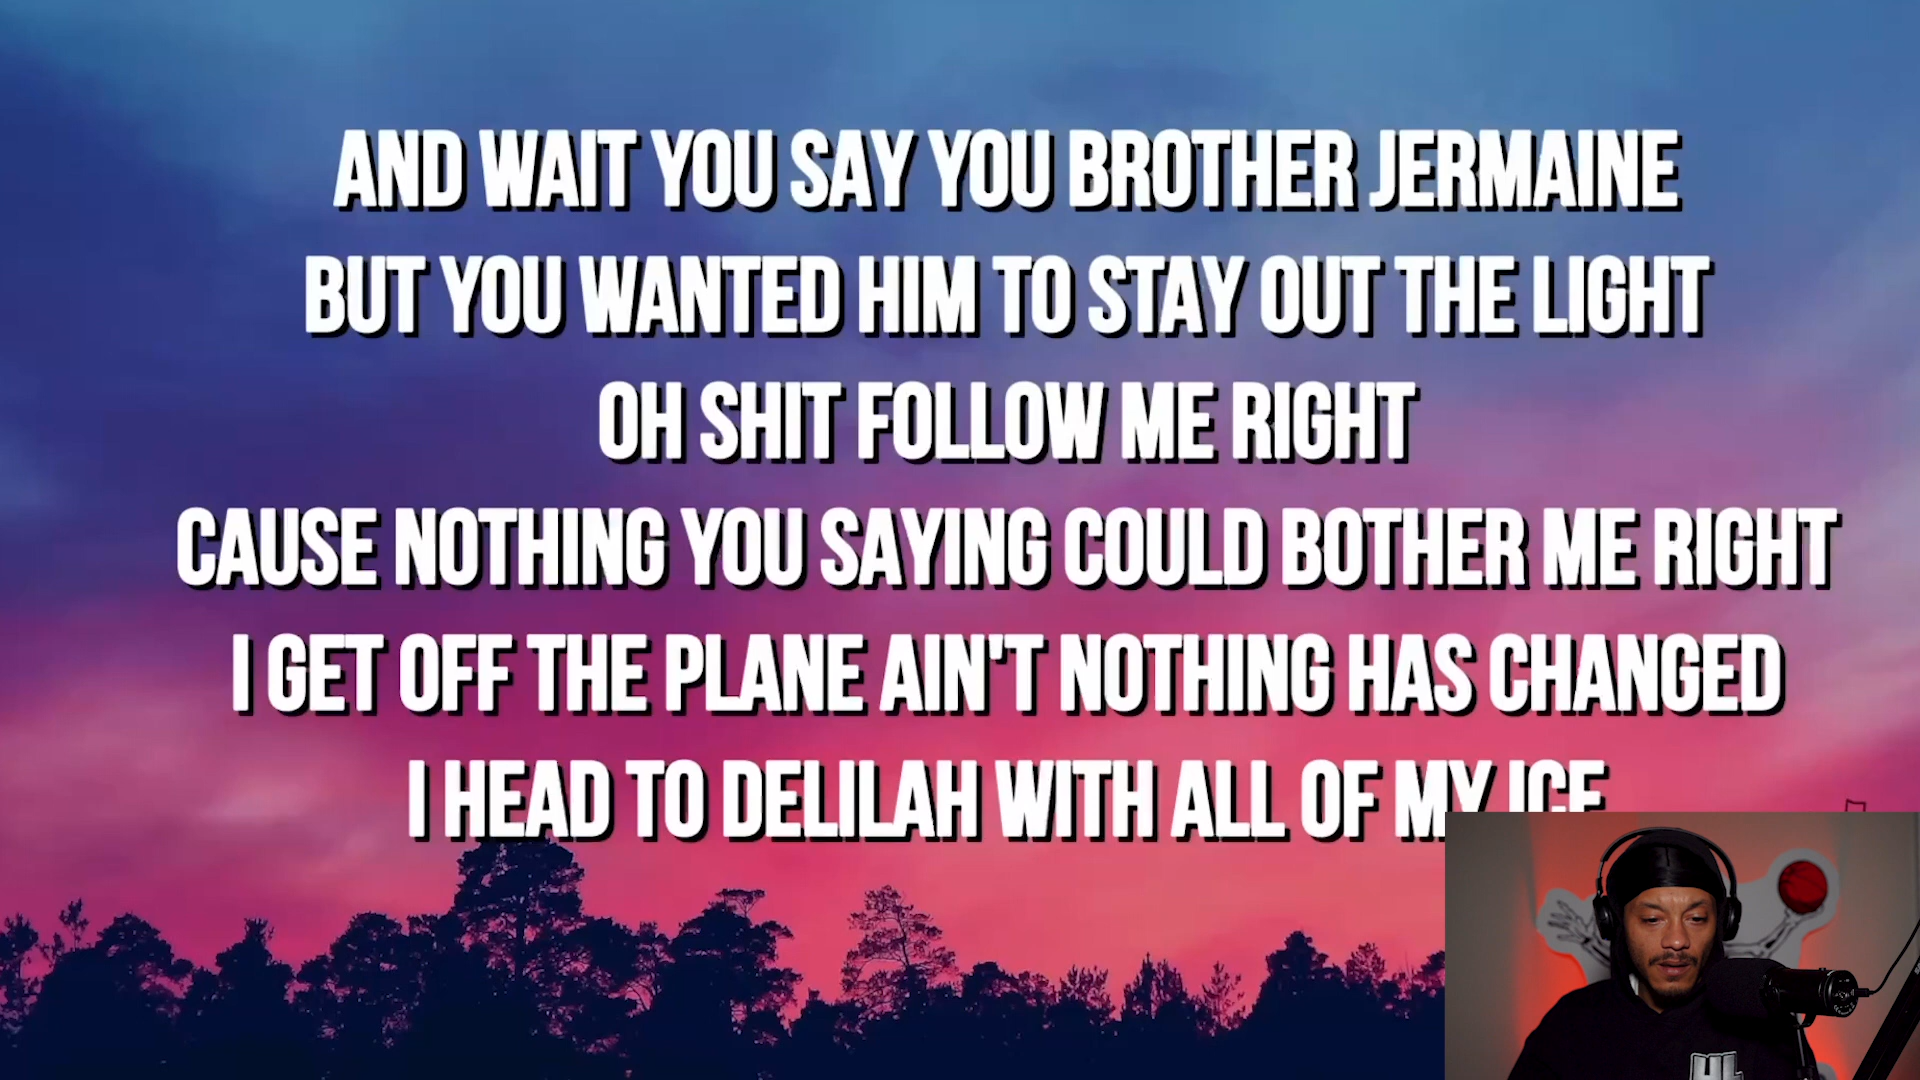 AND WAIT YOU SAY YOU BROTHER JERMAINE
BUT YOU WANTED HIM TO STAY OUT THE LIGHT
OH SHIT FOLLOW ME RIGHT
CAUSE NOTHING YOU SAYING COULD BOTHER ME RIGHT
I GET OFF THE PLANE AIN'T NOTHING HAS CHANGED
I HEAD TO DELILAH WITH ALL OF MY ICE